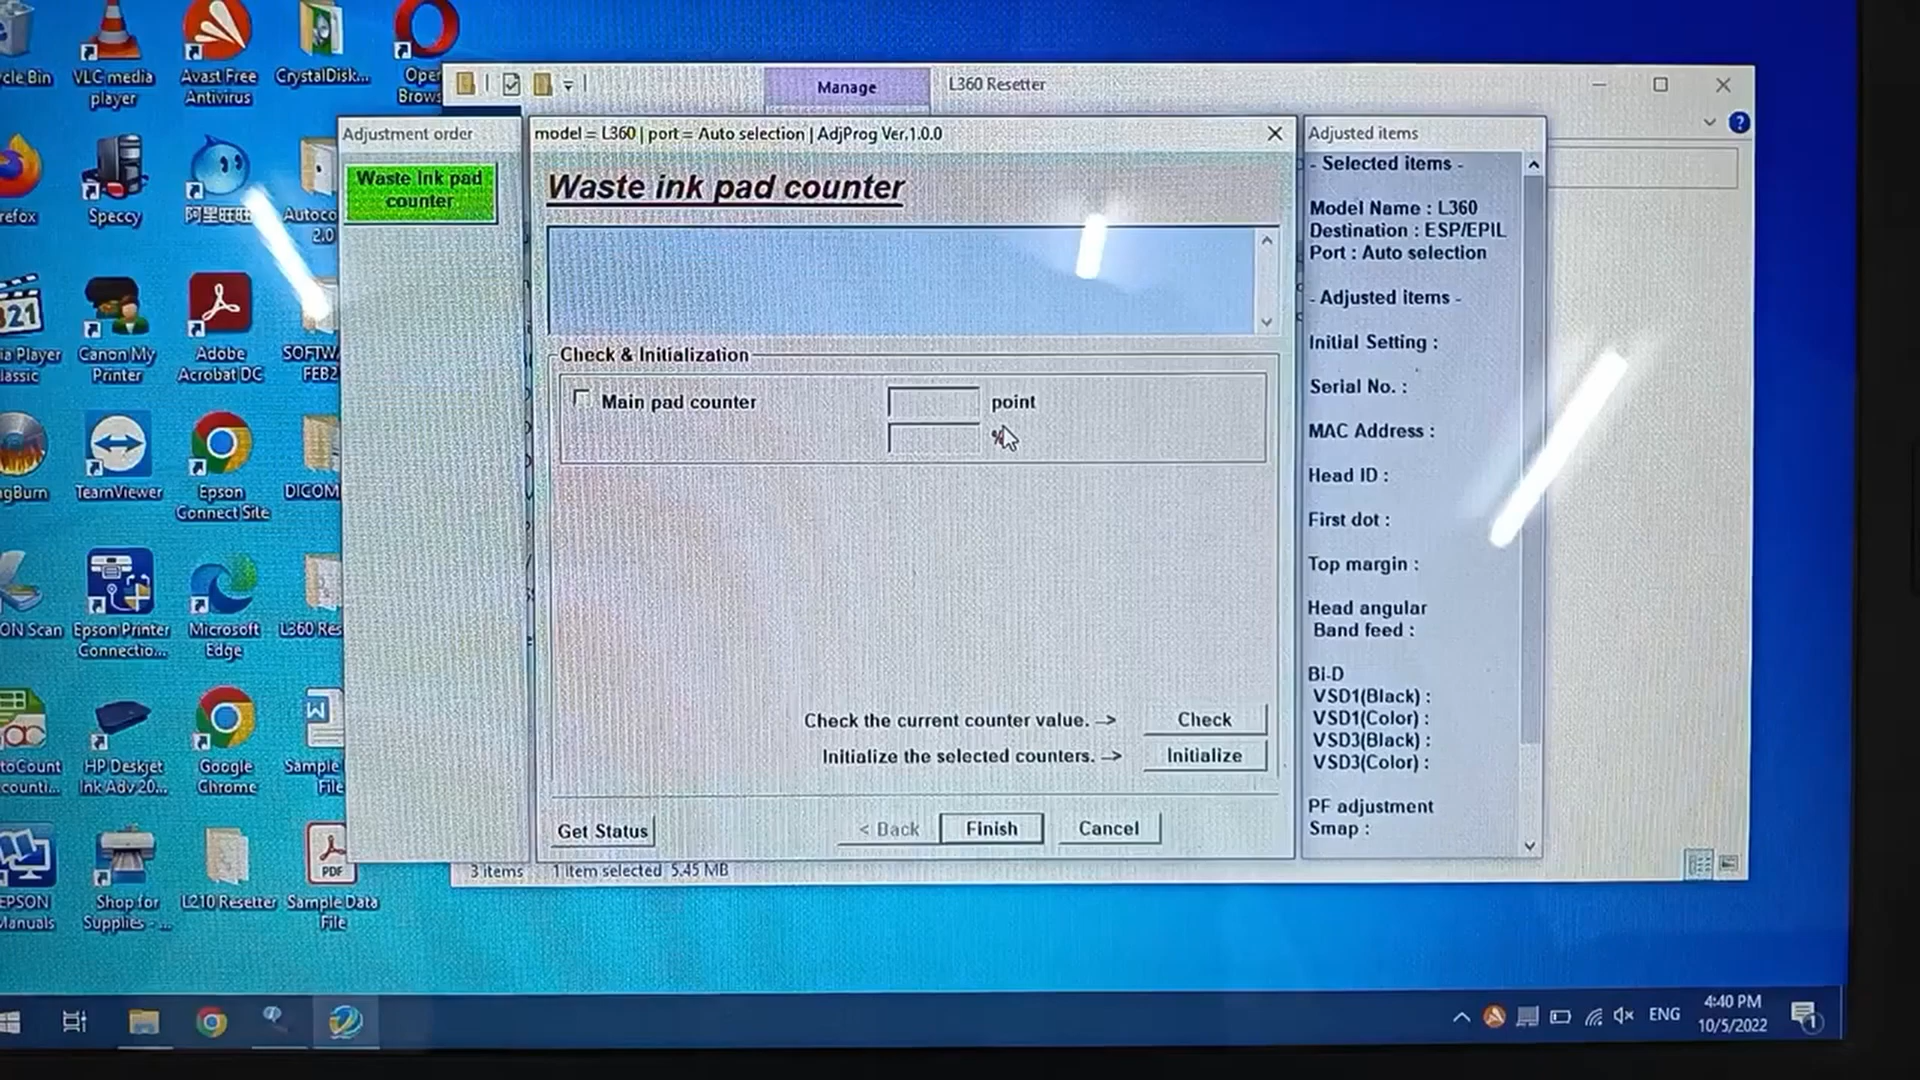 cle Bin
VLC media
player
Avast Free
Antivirus
CrystalDisk...
Oper
Brows
refox
Speccy
阿里旺旺
Autoco
2.0
321
ia Player
lassic
Canon My
Printer
Adobe
Acrobat DC
SOFTW
FEB2
gBurn
TeamViewer
Epson
Connect Site
DICOM
ON Scan
Epson Printer
Connectio...
Microsoft
Edge
L360 Res
toCount
counti...
HP Deskjet
Ink Adv 20...
Google
Chrome
Sample
File
EPSON
Manuals
Shop for
Supplies - ...
L210 Resetter
PDF
Sample Data
File
Manage
L360 Resetter
Adjustment order
Waste Ink pad
counter
model = L360 | port = Auto selection | AdjProg Ver.1.0.0
Waste ink pad counter
Check & Initialization
Main pad counter
point
%
Check the current counter value. -->
Check
Initialize the selected counters. -->
Initialize
Get Status
< Back
Finish
Cancel
Adjusted items
- Selected items -
Model Name : L360
Destination : ESP/EPIL
Port : Auto selection
- Adjusted items -
Initial Setting :
Serial No. :
MAC Address :
Head ID :
First dot :
Top margin :
Head angular
Band feed :
BI-D
VSD1(Black) :
VSD1(Color) :
VSD3(Black) :
VSD3(Color) :
PF adjustment
Smap :
3 items
1 item selected 5.45 MB
ENG
4:40 PM
10/5/2022
1